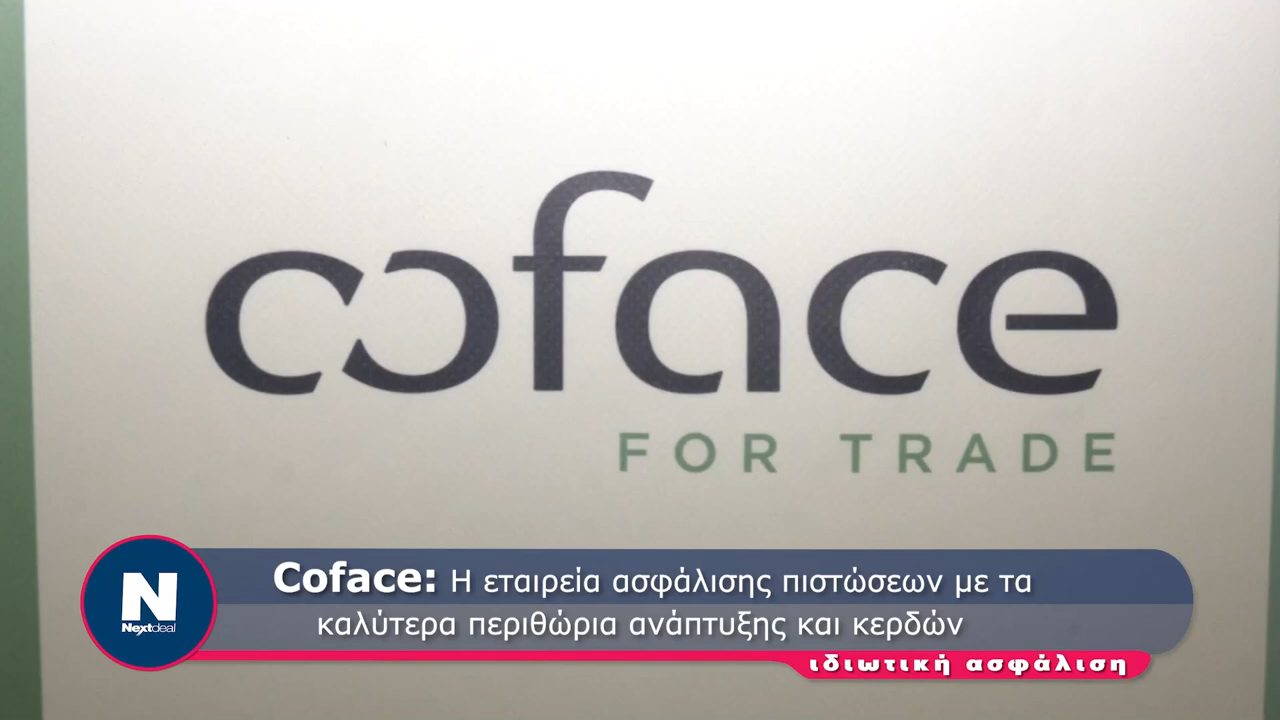 coface
FOR TRADE
Coface: Η εταιρεία ασφάλισης πιστώσεων με τα
καλύτερα περιθώρια ανάπτυξης και κερδών
N
Nextdeal
ιδιωτική ασφάλιση